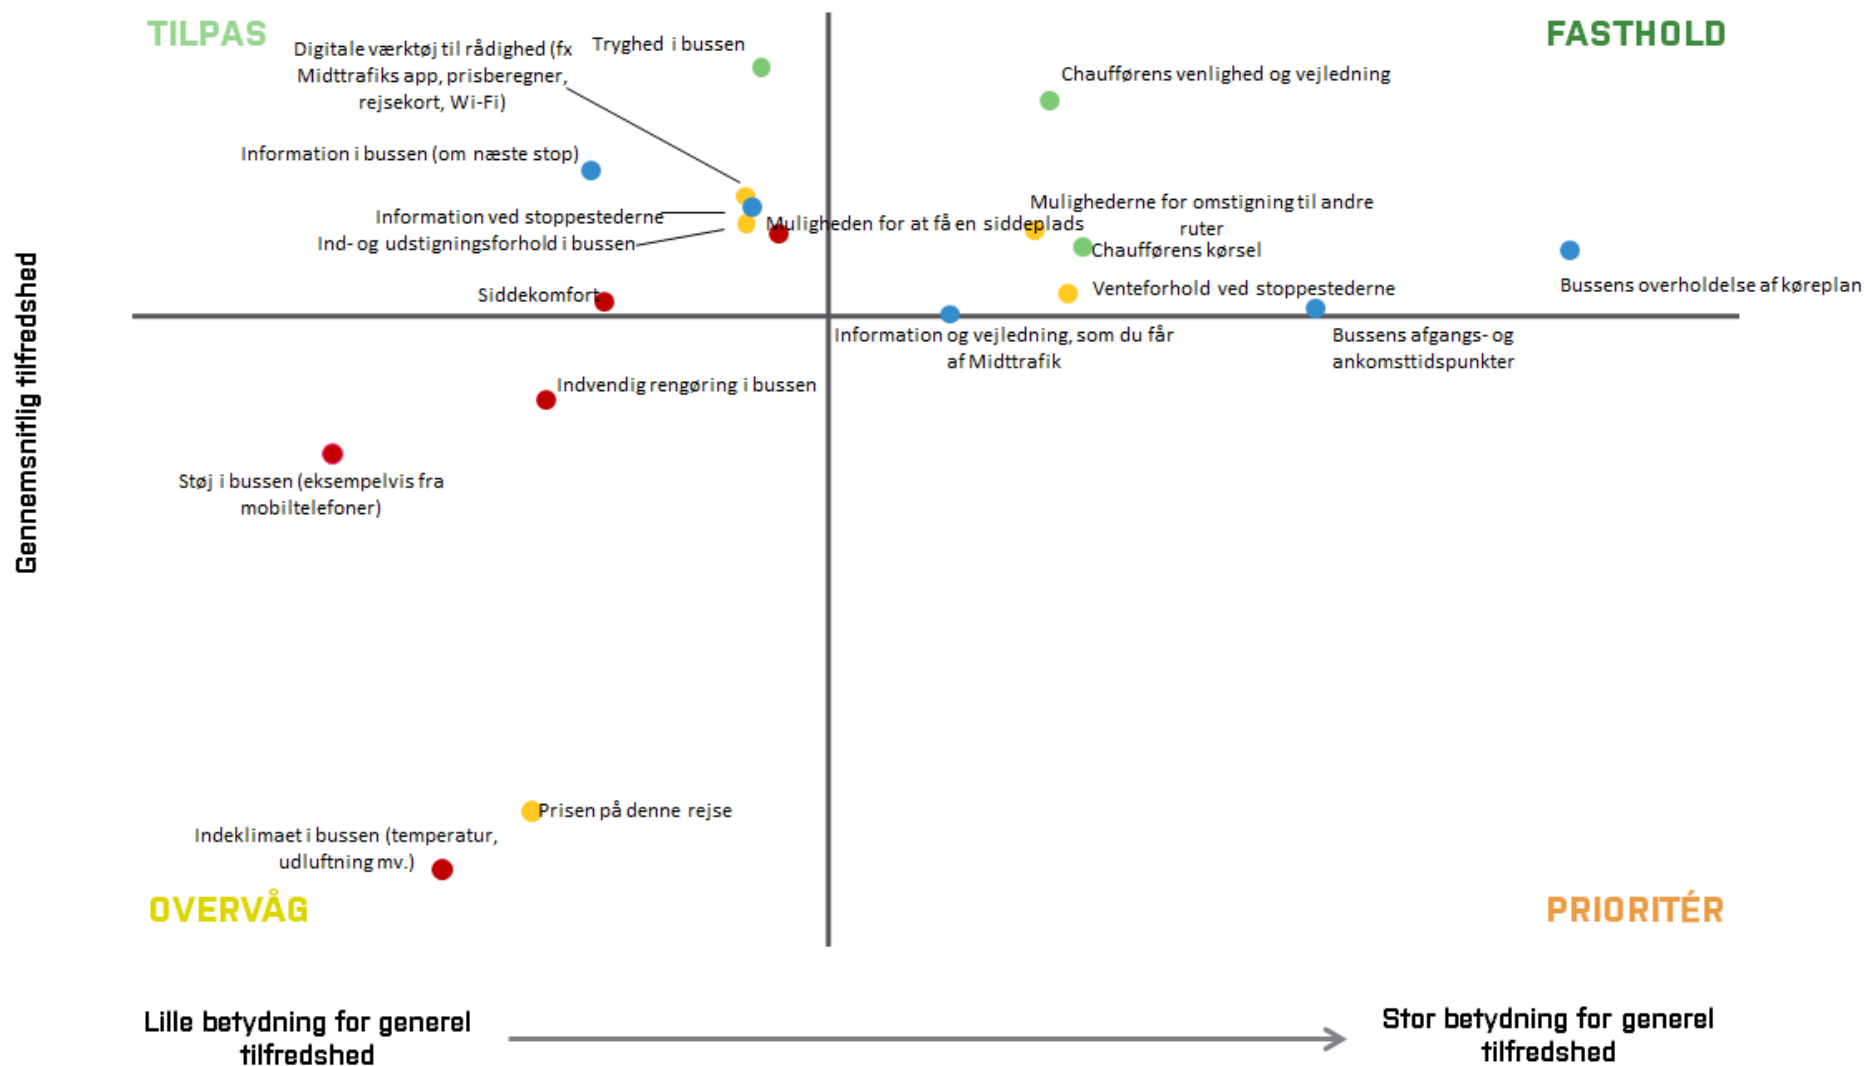 TILPAS
FASTHOLD
Digitale værktøj til rådighed (fx
Midttrafiks app, prisberegner,
rejsekort, Wi-Fi)
Tryghed i bussen
Chaufførens venlighed og vejledning
Information i bussen (om næste stop)
Information ved stoppestederne
Ind- og udstigningsforhold i bussen
Muligheden for at få en siddeplads
Mulighederne for omstigning til andre
ruter
Chaufførens kørsel
Bussens overholdelse af køreplan
Siddekomfort
Venteforhold ved stoppestederne
Information og vejledning, som du får
af Midttrafik
Bussens afgangs- og
ankomsttidspunkter
Gennemsnitlig tilfredshed
Indvendig rengøring i bussen
Støj i bussen (eksempelvis fra
mobiltelefoner)
Prisen på denne rejse
Indeklimaet i bussen (temperatur,
udluftning mv.)
OVERVÅG
PRIORITÉR
Lille betydning for generel
tilfredshed
Stor betydning for generel
tilfredshed